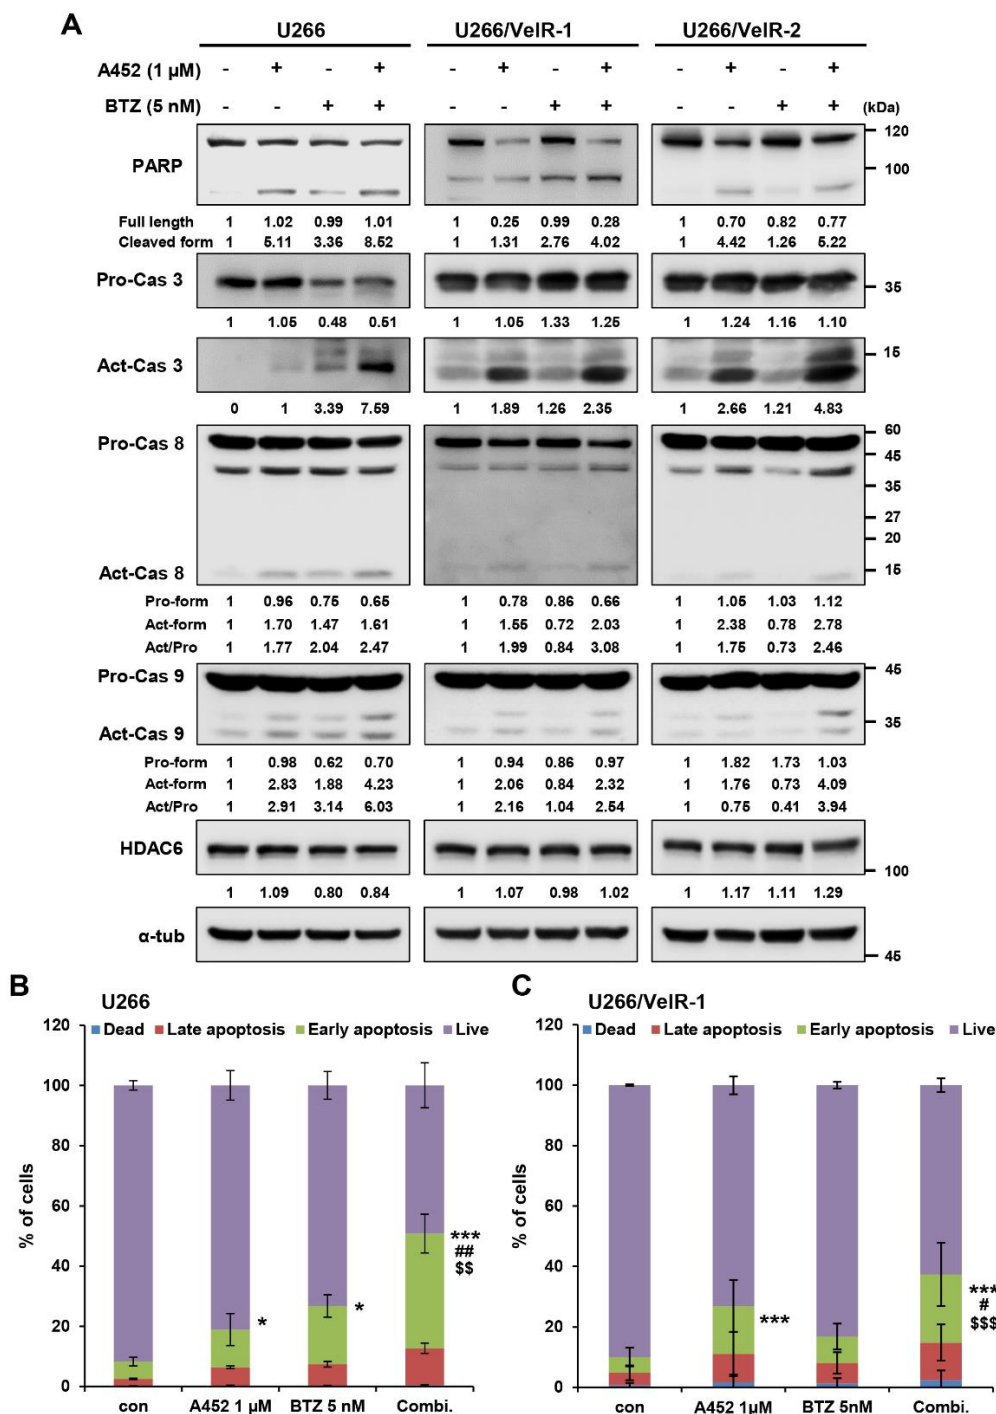 A
U266 U266/VelR-1 U266/VelR-2
A452 (1 µM) - + - + - + - + - + - +
BTZ (5 nM) - - + + - - + + - - + + (kDa)
PARP 120
100
Full length 1 1.02 0.99 1.01 1 0.25 0.99 0.28 1 0.70 0.82 0.77
Cleaved form 1 5.11 3.36 8.52 1 1.31 2.76 4.02 1 4.42 1.26 5.22
Pro-Cas 3 35
1 1.05 0.48 0.51 1 1.05 1.33 1.25 1 1.24 1.16 1.10
Act-Cas 3 15
0 1 3.39 7.59 1 1.89 1.26 2.35 1 2.66 1.21 4.83
Pro-Cas 8 60
45
35
27
20
Act-Cas 8 15
Pro-form 1 0.96 0.75 0.65 1 0.78 0.86 0.66 1 1.05 1.03 1.12
Act-form 1 1.70 1.47 1.61 1 1.55 0.72 2.03 1 2.38 0.78 2.78
Act/Pro 1 1.77 2.04 2.47 1 1.99 0.84 3.08 1 1.75 0.73 2.46
Pro-Cas 9 45
Act-Cas 9 35
Pro-form 1 0.98 0.62 0.70 1 0.94 0.86 0.97 1 1.82 1.73 1.03
Act-form 1 2.83 1.88 4.23 1 2.06 0.84 2.32 1 1.76 0.73 4.09
Act/Pro 1 2.91 3.14 6.03 1 2.16 1.04 2.54 1 0.75 0.41 3.94
HDAC6 100
1 1.09 0.80 0.84 1 1.07 0.98 1.02 1 1.17 1.11 1.29
α-tub 45
B
U266
Dead Late apoptosis Early apoptosis Live
% of cells
120
100
80
60
40
20
0
*
*
***
##
$$
con A452 1 µM BTZ 5 nM Combi.
C
U266/VelR-1
Dead Late apoptosis Early apoptosis Live
% of cells
120
100
80
60
40
20
0
***
***
#
$$$
con A452 1µM BTZ 5nM Combi.